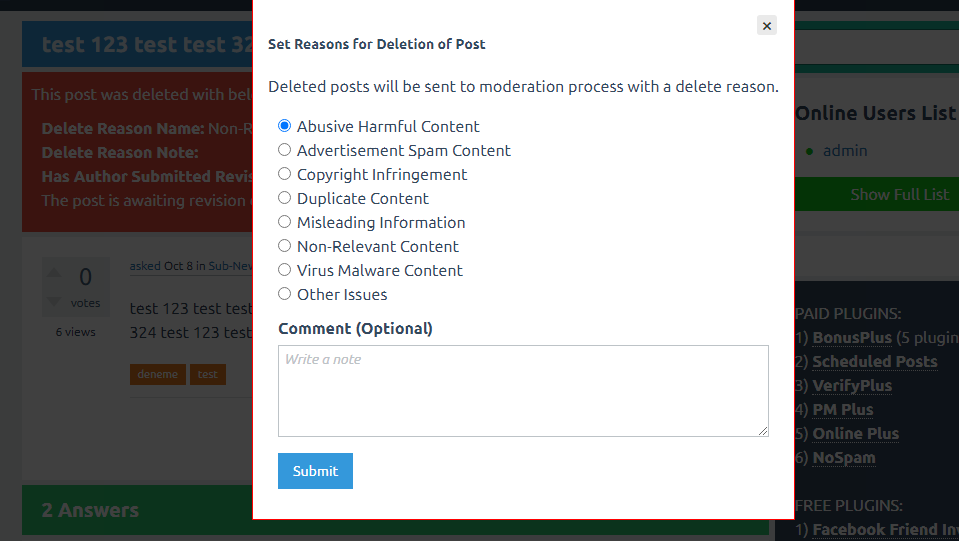 test 123 test test 32
This post was deleted with bel
Delete Reason Name: Non-R
Delete Reason Note:
Has Author Submitted Revis
The post is awaiting revision
0
votes
6 views
asked Oct 8 in Sub-New
test 123 test test
324 test 123 test
deneme
test
2 Answers
×
Set Reasons for Deletion of Post
Deleted posts will be sent to moderation process with a delete reason.
Abusive Harmful Content
Advertisement Spam Content
Copyright Infringement
Duplicate Content
Misleading Information
Non-Relevant Content
Virus Malware Content
Other Issues
Comment (Optional)
Write a note
Submit
Online Users List
admin
Show Full List
PAID PLUGINS:
1) BonusPlus (5 plugin
2) Scheduled Posts
3) VerifyPlus
4) PM Plus
5) Online Plus
6) NoSpam
FREE PLUGINS:
1) Facebook Friend Inv